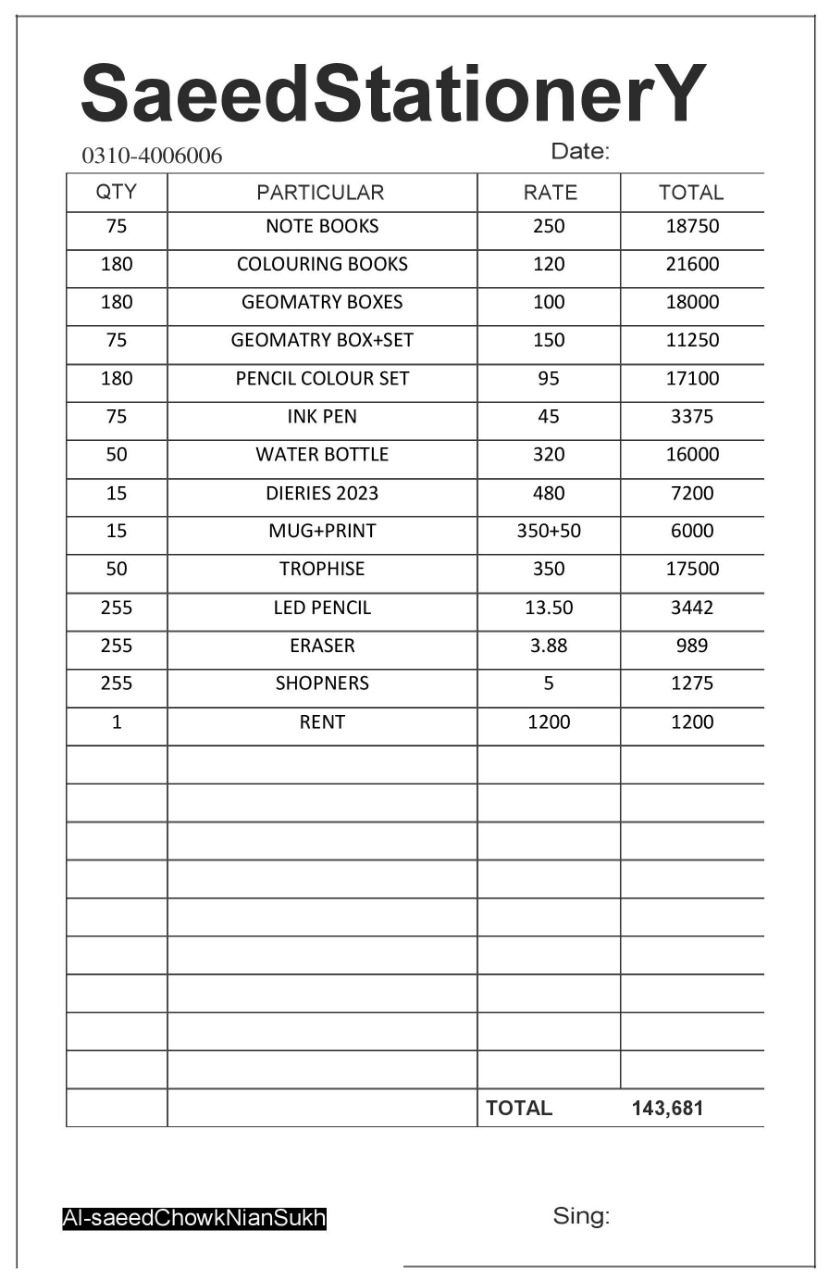 SaeedStationerY
0310-4006006 Date:
QTY PARTICULAR RATE TOTAL
75 NOTE BOOKS 250 18750
180 COLOURING BOOKS 120 21600
180 GEOMATRY BOXES 100 18000
75 GEOMATRY BOX+SET 150 11250
180 PENCIL COLOUR SET 95 17100
75 INK PEN 45 3375
50 WATER BOTTLE 320 16000
15 DIERIES 2023 480 7200
15 MUG+PRINT 350+50 6000
50 TROPHISE 350 17500
255 LED PENCIL 13.50 3442
255 ERASER 3.88 989
255 SHOPNERS 5 1275
1 RENT 1200 1200
TOTAL 143,681
Al-saeedChowkNianSukh Sing: